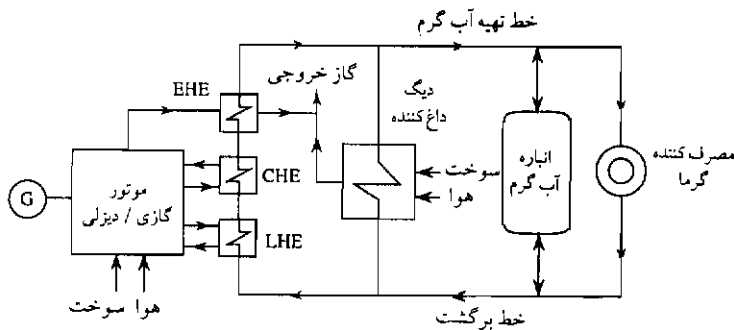 خط تهیه آب گرم
گاز خروجی
دیگ
داغ‌کننده
EHE
CHE
LHE
G
موتور
گازی / دیزلی
سوخت
هوا
انباره
آب گرم
مصرف‌کننده
گرما
هوا
سوخت
خط برگشت